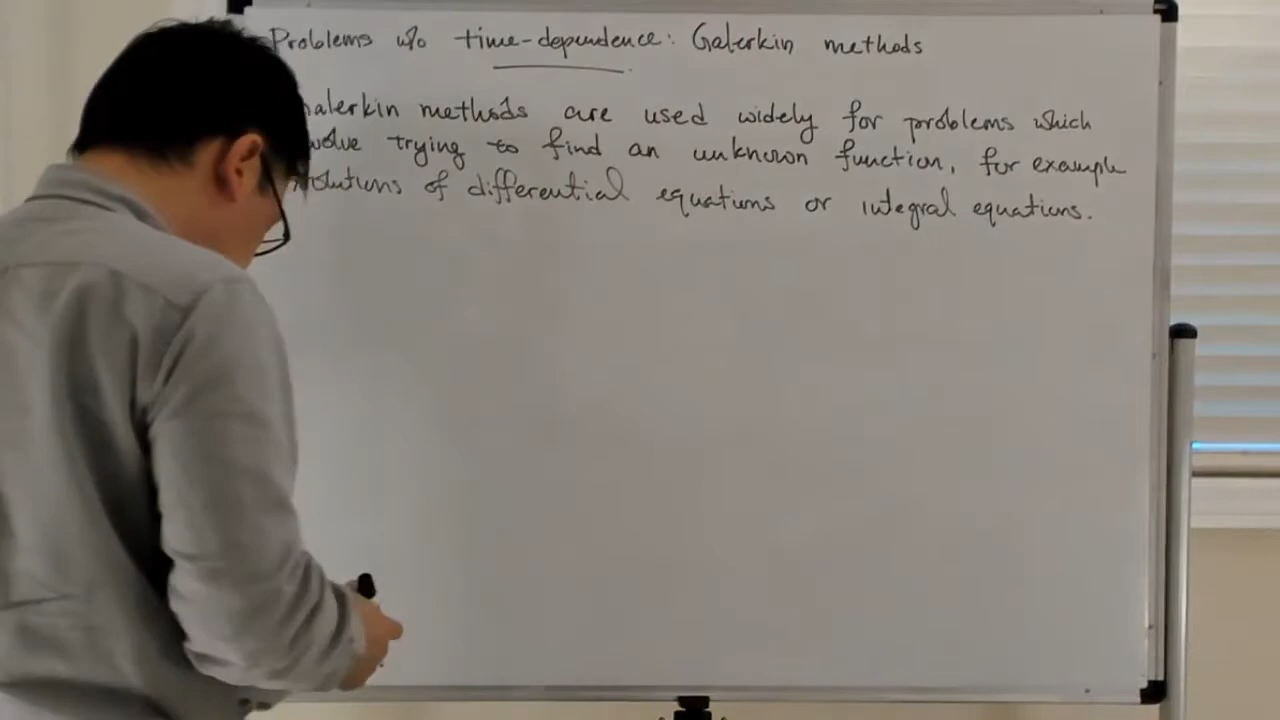 Problems w/o time-dependence: Galerkin methods
alerkin methods are used widely for problems which
volve trying to find an unknown function, for example
solutions of differential equations or integral equations.